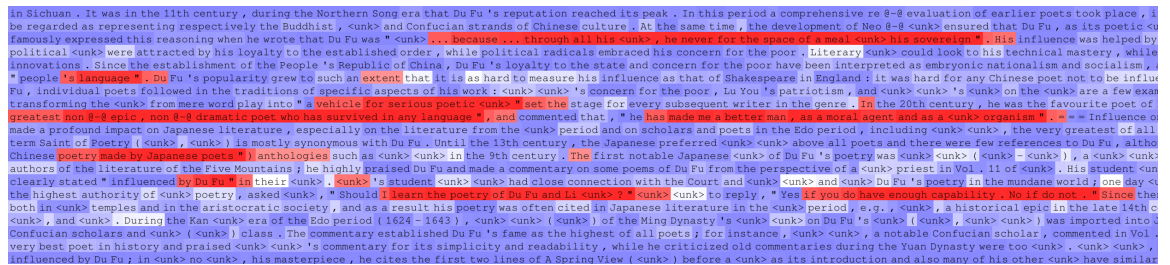 in Sichuan . It was in the 11th century , during the Northern Song era that Du Fu 's reputation reached its peak . In this period a comprehensive re @-@ evaluation of earlier poets took place , i
be regarded as representing respectively the Buddhist , <unk> and Confucian strands of Chinese culture . At the same time , the development of Neo @-@ <unk> ensured that Du Fu , as its poetic <u
famously expressed this reasoning when he wrote that Du Fu was " <unk> ... because ... through all his <unk> , he never for the space of a meal <unk> his sovereign " . His influence was helped by
political <unk> were attracted by his loyalty to the established order , while political radicals embraced his concern for the poor . Literary <unk> could look to his technical mastery , while
innovations . Since the establishment of the People 's Republic of China , Du Fu 's loyalty to the state and concern for the poor have been interpreted as embryonic nationalism and socialism , a
" people 's language " . Du Fu 's popularity grew to such an extent that it is as hard to measure his influence as that of Shakespeare in England : it was hard for any Chinese poet not to be influe
Fu , individual poets followed in the traditions of specific aspects of his work : <unk> <unk> 's concern for the poor , Lu You 's patriotism , and <unk> <unk> 's <unk> on the <unk> are a few exam
transforming the <unk> from mere word play into " a vehicle for serious poetic <unk> " set the stage for every subsequent writer in the genre . In the 20th century , he was the favourite poet of
greatest non @-@ epic , non @-@ dramatic poet who has survived in any language " , and commented that , " he has made me a better man , as a moral agent and as a <unk> organism " . = = = Influence on
made a profound impact on Japanese literature , especially on the literature from the <unk> period and on scholars and poets in the Edo period , including <unk> <unk> , the very greatest of all
term Saint of Poetry ( <unk> , <unk> ) is mostly synonymous with Du Fu . Until the 13th century , the Japanese preferred <unk> <unk> above all poets and there were few references to Du Fu , altho
Chinese poetry made by Japanese poets " ) anthologies such as <unk> <unk> in the 9th century . The first notable Japanese <unk> of Du Fu 's poetry was <unk> <unk> ( <unk> - <unk> ) , a <unk> <un
authors of the literature of the Five Mountains ; he highly praised Du Fu and made a commentary on some poems of Du Fu from the perspective of a <unk> priest in Vol . 11 of <unk> . His student <un
clearly stated " influenced by Du Fu " in their <unk> . <unk> 's student <unk> <unk> had close connection with the Court and <unk> <unk> and <unk> Du Fu 's poetry in the mundane world ; one day <u
the highest authority of poetry , asked <unk> , " Should I learn the poetry of Du Fu and Li <unk> ? " <unk> <unk> to reply , " Yes if you do have enough capability . No if do not . " Since the
both in <unk> temples and in the aristocratic society , and as a result his poetry was often cited in Japanese literature in the <unk> period , e.g. , <unk> , a historical epic in the late 14th c
<unk> , and <unk> . During the Kan <unk> era of the Edo period ( 1624 – 1643 ) , <unk> <unk> ( <unk> ) of the Ming Dynasty 's <unk> <unk> on Du Fu 's <unk> ( <unk> , <unk> <unk> ) was imported into
Confucian scholars and <unk> ( <unk> ) class . The commentary established Du Fu 's fame as the highest of all poets ; for instance , <unk> <unk> , a notable Confucian scholar , commented in Vol .
very best poet in history and praised <unk> <unk> 's commentary for its simplicity and readability , while he criticized old commentaries during the Yuan Dynasty were too <unk> . <unk> <unk> ,
influenced by Du Fu ; in <unk> no <unk> , his masterpiece , he cites the first two lines of A Spring View ( <unk> ) before a <unk> as its introduction and also many of his other <unk> have similar